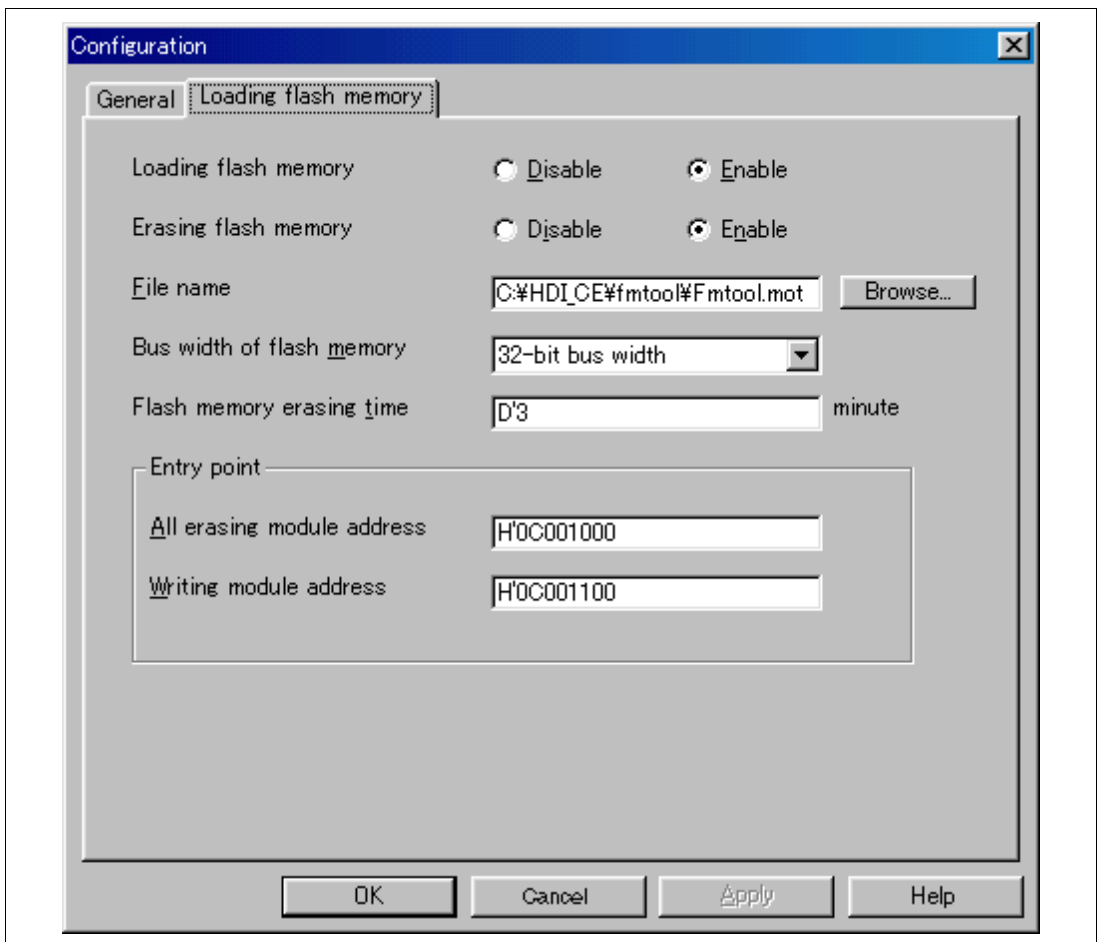 Configuration
General Loading flash memory
Loading flash memory Disable Enable
Erasing flash memory Disable Enable
File name C:¥HDI_CE¥fmtool¥Fmtool.mot Browse...
Bus width of flash memory 32-bit bus width
Flash memory erasing time D'3 minute
Entry point
All erasing module address H'0C001000
Writing module address H'0C001100
OK Cancel Apply Help